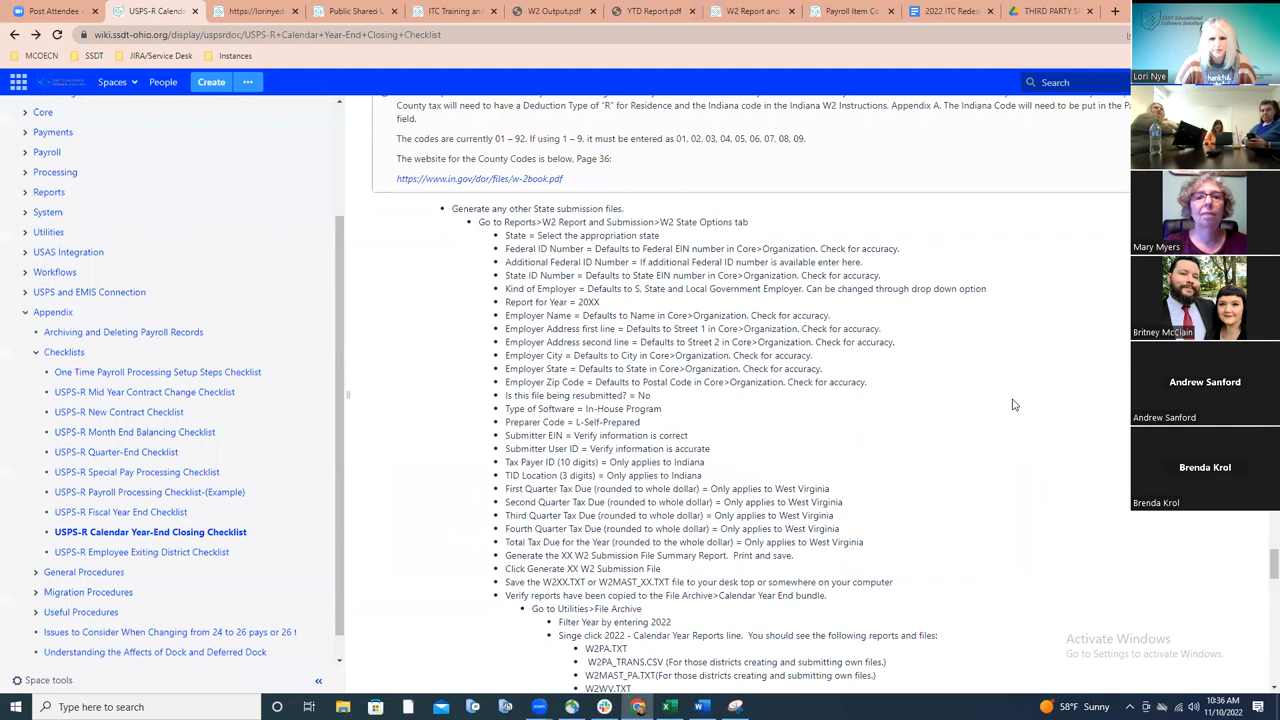 Post Attendee -
USPS-R Cale
https://jou/lorinyed
Public Shared L
ITC Training and
W2 Output.pdf
YTD Report.pdf
W2 Report and
Payroll Item Co
2022 ITC Redes
THIRD PARTY S
wiki.ssdt-ohio.org/display/uspsrdoc/USPS-R+Calendar+Year-End+Closing+Checklist
MCOECN
SSDT
JIRA/Service Desk
Instances
Spaces
People
Create
Search
County tax will need to have a Deduction Type of "R" for Residence and the Indiana code in the Indiana W2 Instructions. Appendix A. The Indiana Code will need to be put in the Pa
field.
The codes are currently 01 – 92. If using 1 – 9, it must be entered as 01, 02, 03, 04, 05, 06, 07, 08, 09.
The website for the County Codes is below, Page 36:
https://www.in.gov/dor/files/w-2book.pdf
Core
Payments
Payroll
Processing
Reports
System
Utilities
USAS Integration
Workflows
USPS and EMIS Connection
Appendix
Archiving and Deleting Payroll Records
Checklists
One Time Payroll Processing Setup Steps Checklist
USPS-R Mid Year Contract Change Checklist
USPS-R New Contract Checklist
USPS-R Month End Balancing Checklist
USPS-R Quarter-End Checklist
USPS-R Special Pay Processing Checklist
USPS-R Payroll Processing Checklist-(Example)
USPS-R Fiscal Year End Checklist
USPS-R Calendar Year-End Closing Checklist
USPS-R Employee Exiting District Checklist
General Procedures
Migration Procedures
Useful Procedures
Issues to Consider When Changing from 24 to 26 pays or 26 t
Understanding the Affects of Dock and Deferred Dock
Space tools
Generate any other State submission files.
Go to Reports>W2 Report and Submission>W2 State Options tab
State = Select the appropriation state
Federal ID Number = Defaults to Federal EIN number in Core>Organization. Check for accuracy.
Additional Federal ID Number = If additional Federal ID number is available enter here.
State ID Number = Defaults to State EIN number in Core>Organization. Check for accuracy.
Kind of Employer = Defaults to S. State and Local Government Employer. Can be changed through drop down option
Report for Year = 20XX
Employer Name = Defaults to Name in Core>Organization. Check for accuracy.
Employer Address first line = Defaults to Street 1 in Core>Organization. Check for accuracy.
Employer Address second line = Defaults to Street 2 in Core>Organization. Check for accuracy.
Employer City = Defaults to City in Core>Organization. Check for accuracy.
Employer State = Defaults to State in Core>Organization. Check for accuracy.
Employer Zip Code = Defaults to Postal Code in Core>Organization. Check for accuracy.
Is this file being resubmitted? = No
Type of Software = In-House Program
Preparer Code = L-Self-Prepared
Submitter EIN = Verify information is correct
Submitter User ID = Verify information is accurate
Tax Payer ID (10 digits) = Only applies to Indiana
TID Location (3 digits) = Only applies to Indiana
First Quarter Tax Due (rounded to whole dollar) = Only applies to West Virginia
Second Quarter Tax Due (rounded to whole dollar) = Only applies to West Virginia
Third Quarter Tax Due (rounded to whole dollar) = Only applies to West Virginia
Fourth Quarter Tax Due (rounded to whole dollar) = Only applies to West Virginia
Total Tax Due for the Year (rounded to the whole dollar) = Only applies to West Virginia
Generate the XX W2 Submission File Summary Report. Print and save.
Click Generate XX W2 Submission File
Save the W2XX.TXT or W2MAST_XX.TXT file to your desk top or somewhere on your computer
Verify reports have been copied to the File Archive>Calendar Year End bundle.
Go to Utilities>File Archive
Filter Year by entering 2022
Singe click 2022 - Calendar Year Reports line. You should see the following reports and files:
W2PA.TXT
W2PA_TRANS.CSV (For those districts creating and submitting own files.)
W2MAST_PA.TXT(For those districts creating and submitting own files.)
W2WV.TXT
Lori Nye
Mary Myers
Britney McClain
Andrew Sanford
Andrew Sanford
Brenda Krol
Brenda Krol
Activate Windows
Go to Settings to activate Windows.
Type here to search
58°F Sunny
10:36 AM
11/10/2022